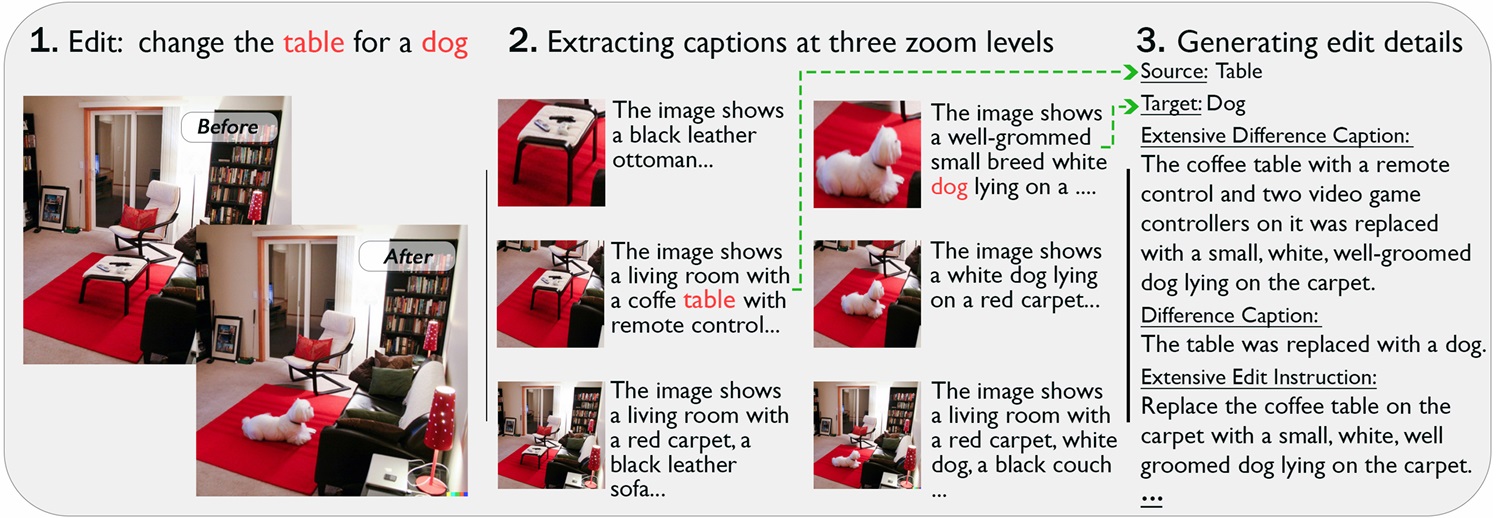 1. Edit: change the table for a dog
Before
After
2. Extracting captions at three zoom levels
The image shows
a black leather
ottoman...
The image shows
a well-grommed
small breed white
dog lying on a ....
The image shows
a living room with
a coffe table with
remote control...
The image shows
a white dog lying
on a red carpet...
The image shows
a living room with
a red carpet, a
black leather
sofa...
The image shows
a living room with
a red carpet, white
dog, a black couch
...
3. Generating edit details
Source: Table
Target: Dog
Extensive Difference Caption:
The coffee table with a remote
control and two video game
controllers on it was replaced
with a small, white, well-groomed
dog lying on the carpet.
Difference Caption:
The table was replaced with a dog.
Extensive Edit Instruction:
Replace the coffee table on the
carpet with a small, white, well
groomed dog lying on the carpet.
...